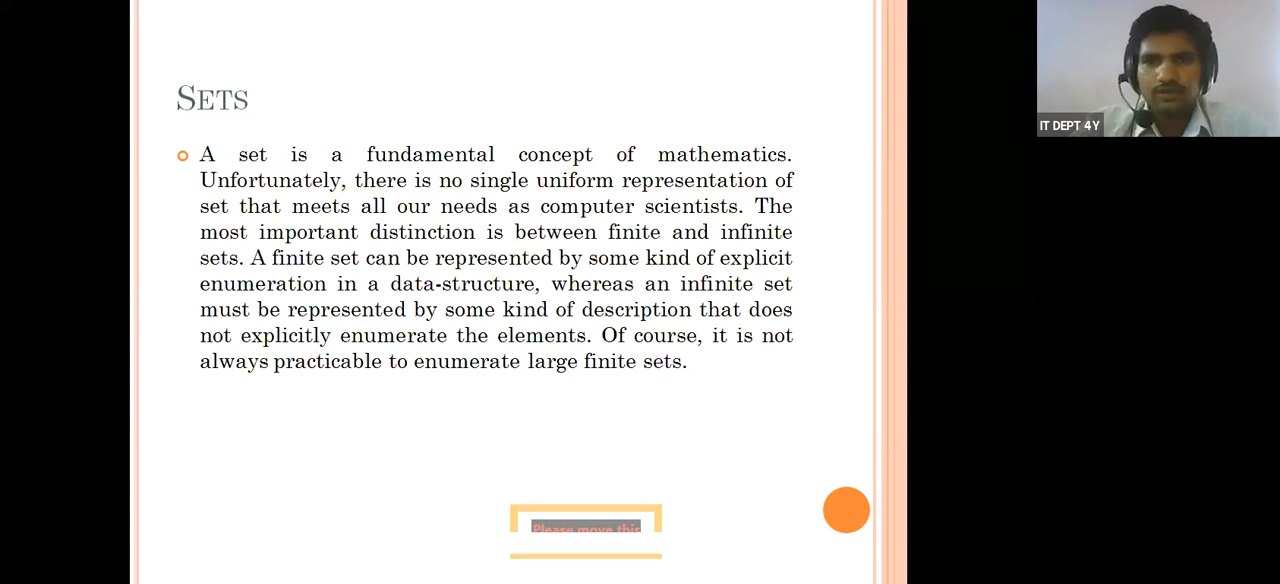 SETS
A set is a fundamental concept of mathematics.
Unfortunately, there is no single uniform representation of
set that meets all our needs as computer scientists. The
most important distinction is between finite and infinite
sets. A finite set can be represented by some kind of explicit
enumeration in a data-structure, whereas an infinite set
must be represented by some kind of description that does
not explicitly enumerate the elements. Of course, it is not
always practicable to enumerate large finite sets.
Please move this
IT DEPT 4Y